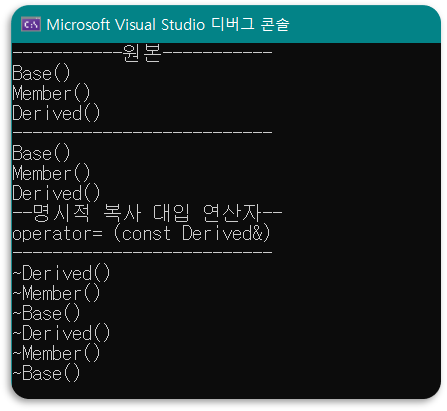 Microsoft Visual Studio 디버그 콘솔
-----------원본-----------
Base()
Member()
Derived()
--------------------------
Base()
Member()
Derived()
--명시적 복사 대입 연산자--
operator= (const Derived&)
--------------------------
~Derived()
~Member()
~Base()
~Derived()
~Member()
~Base()